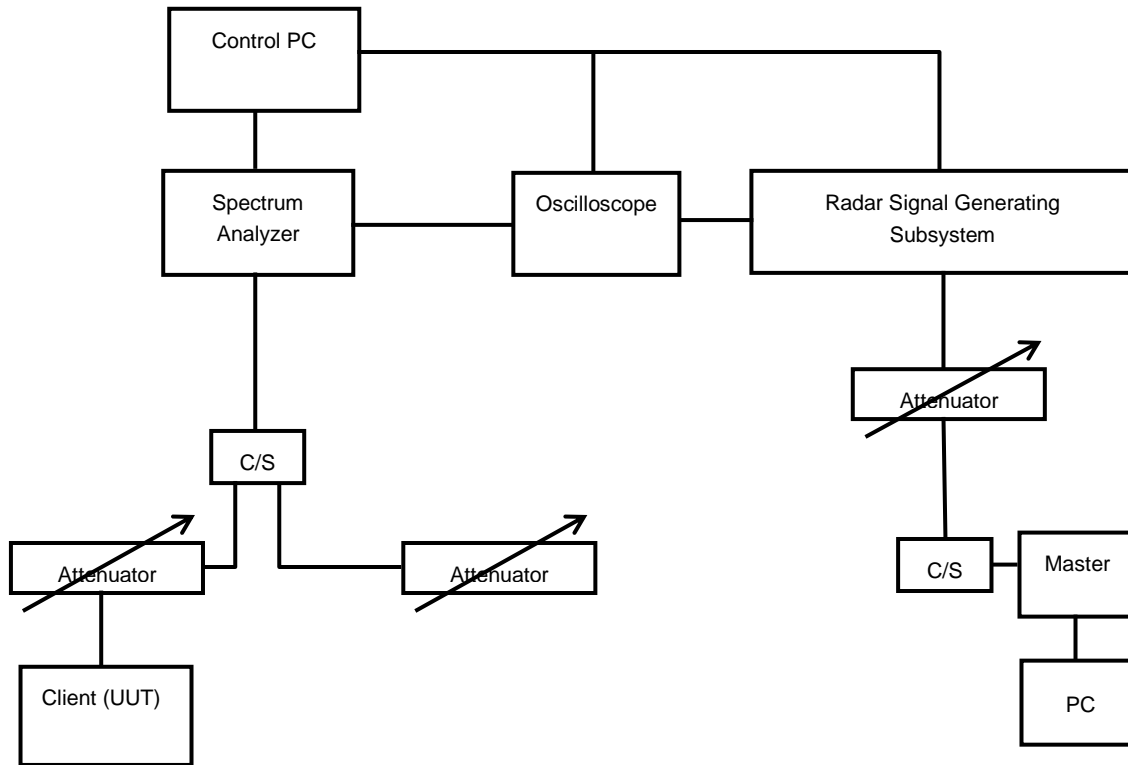 Control PC
Spectrum
Analyzer
Oscilloscope
Radar Signal Generating
Subsystem
Attenuator
C/S
Attenuator
Attenuator
C/S
Master
Client (UUT)
PC